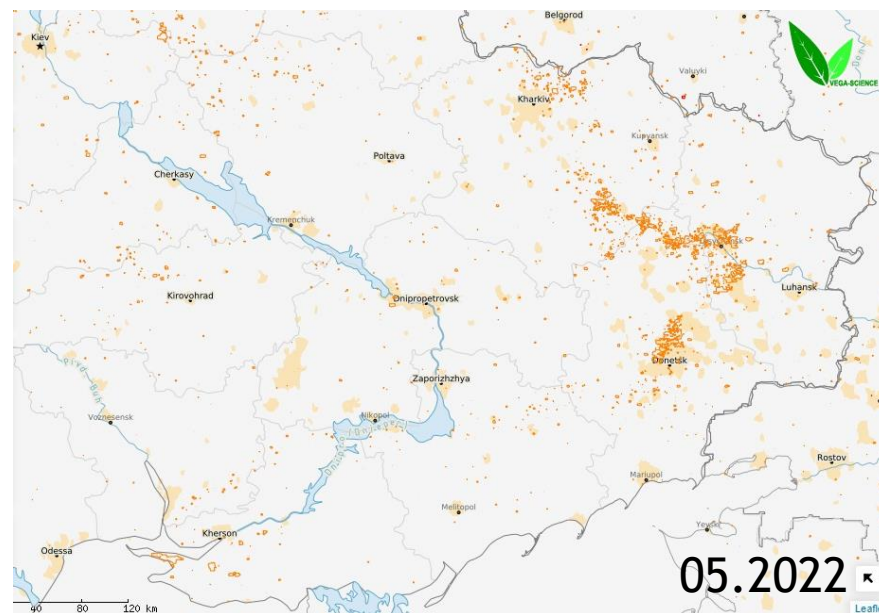 Belgorod
Kiev
Valuyki
Don
VEGA-SCIENCE
Kharkiv
Kupyansk
Poltava
Cherkasy
Kremenchuk
Kirovohrad
Dnipropetrovsk
Luhansk
Donetsk
Zaporizhzhya
Voznesensk
Nikopol
Rostov
Mariupol
Melitopol
Kherson
Odessa
05.2022
40 80 120 km
Leafl